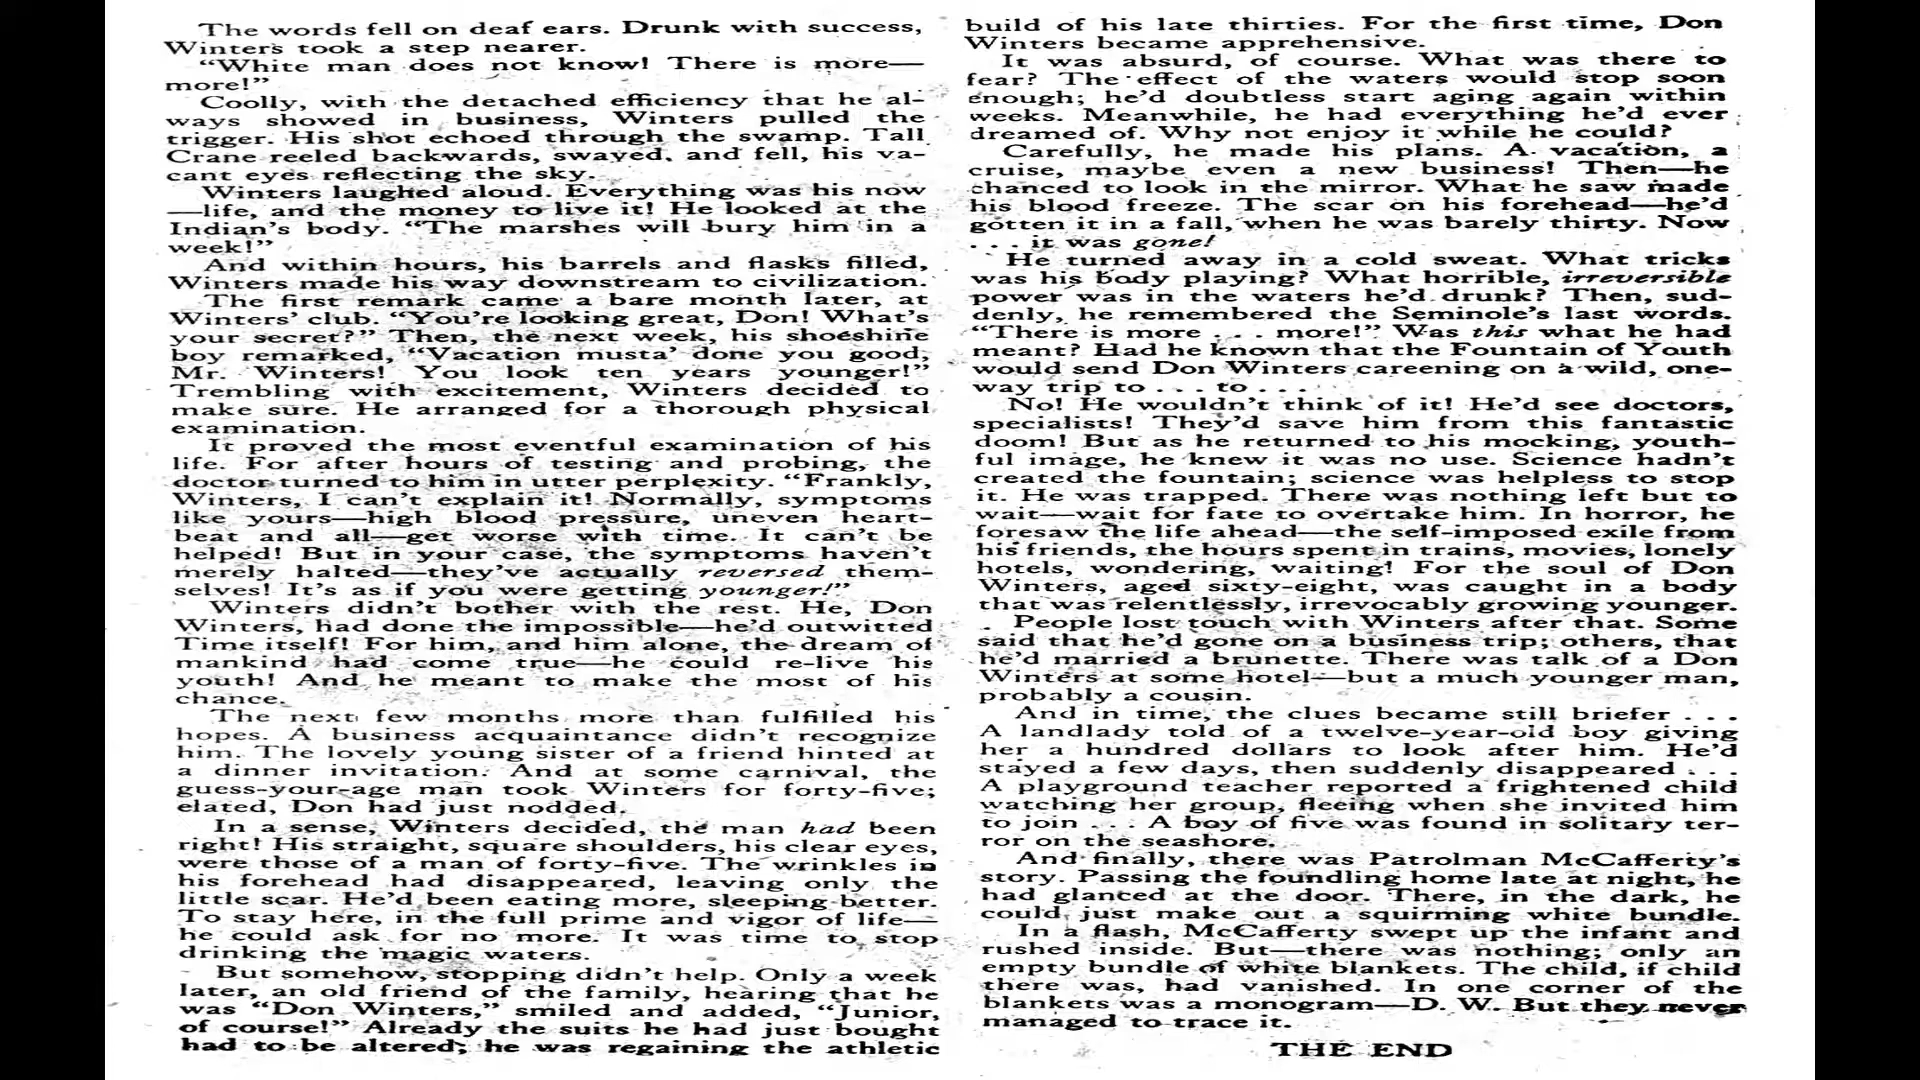 The words fell on deaf ears. Drunk with success,
Winters took a step nearer.
“White man does not know! There is more—
more!”
Coolly, with the detached efficiency that he al-
ways showed in business, Winters pulled the
trigger. His shot echoed through the swamp. Tall
Crane reeled backwards, swayed, and fell, his va-
cant eyes reflecting the sky.
Winters laughed aloud. Everything was his now
—life, and the money to live it! He looked at the
Indian’s body. “The marshes will bury him in a
week!”
And within hours, his barrels and flasks filled,
Winters made his way downstream to civilization.
The first remark came a bare month later, at
Winters’ club. “You’re looking great, Don! What’s
your secret?” Then, the next week, his shoeshine
boy remarked, “Vacation musta’ done you good,
Mr. Winters! You look ten years younger!”
Trembling with excitement, Winters decided to
make sure. He arranged for a thorough physical
examination.
It proved the most eventful examination of his
life. For after hours of testing and probing, the
doctor turned to him in utter perplexity. “Frankly,
Winters, I can’t explain it! Normally, symptoms
like yours—high blood pressure, uneven heart-
beat and all—get worse with time. It can’t be
helped! But in your case, the symptoms haven’t
merely halted—they’ve actually reversed them-
selves! It’s as if you were getting younger!”
Winters didn’t bother with the rest. He, Don
Winters, had done the impossible—he’d outwitted
Time itself! For him, and him alone, the dream of
mankind had come true—he could re-live his
youth! And he meant to make the most of his
chance.
The next few months more than fulfilled his
hopes. A business acquaintance didn’t recognize
him. The lovely young sister of a friend hinted at
a dinner invitation. And at some carnival, the
guess-your-age man took Winters for forty-five;
elated, Don had just nodded.
In a sense, Winters decided, the man had been
right! His straight, square shoulders, his clear eyes,
were those of a man of forty-five. The wrinkles in
his forehead had disappeared, leaving only the
little scar. He’d been eating more, sleeping better.
To stay here, in the full prime and vigor of life—
he could ask for no more. It was time to stop
drinking the magic waters.
But somehow, stopping didn’t help. Only a week
later, an old friend of the family, hearing that he
was “Don Winters,” smiled and added, “Junior,
of course!” Already the suits he had just bought
had to be altered; he was regaining the athletic
build of his late thirties. For the first time, Don
Winters became apprehensive.
It was absurd, of course. What was there to
fear? The effect of the waters would stop soon
enough; he’d doubtless start aging again within
weeks. Meanwhile, he had everything he’d ever
dreamed of. Why not enjoy it while he could?
Carefully, he made his plans. A vacation, a
cruise, maybe even a new business! Then—he
chanced to look in the mirror. What he saw made
his blood freeze. The scar on his forehead—he’d
gotten it in a fall, when he was barely thirty. Now
. . . it was gone!
He turned away in a cold sweat. What tricks
was his body playing? What horrible, irreversible
power was in the waters he’d drunk? Then, sud-
denly, he remembered the Seminole’s last words.
“There is more . . . more!” Was this what he had
meant? Had he known that the Fountain of Youth
would send Don Winters careening on a wild, one-
way trip to . . . to . . .
No! He wouldn’t think of it! He’d see doctors,
specialists! They’d save him from this fantastic
doom! But as he returned to his mocking, youth-
ful image, he knew it was no use. Science hadn’t
created the fountain; science was helpless to stop
it. He was trapped. There was nothing left but to
wait—wait for fate to overtake him. In horror, he
foresaw the life ahead—the self-imposed exile from
his friends, the hours spent in trains, movies, lonely
hotels, wondering, waiting! For the soul of Don
Winters, aged sixty-eight, was caught in a body
that was relentlessly, irrevocably growing younger.
People lost touch with Winters after that. Some
said that he’d gone on a business trip; others, that
he’d married a brunette. There was talk of a Don
Winters at some hotel—but a much younger man,
probably a cousin.
And in time, the clues became still briefer . . .
A landlady told of a twelve-year-old boy giving
her a hundred dollars to look after him. He’d
stayed a few days, then suddenly disappeared . . .
A playground teacher reported a frightened child
watching her group, fleeing when she invited him
to join . . . A boy of five was found in solitary ter-
ror on the seashore.
And finally, there was Patrolman McCafferty’s
story. Passing the foundling home late at night, he
had glanced at the door. There, in the dark, he
could just make out a squirming white bundle.
In a flash, McCafferty swept up the infant and
rushed inside. But—there was nothing; only an
empty bundle of white blankets. The child, if child
there was, had vanished. In one corner of the
blankets was a monogram—D. W. But they never
managed to trace it.
THE END